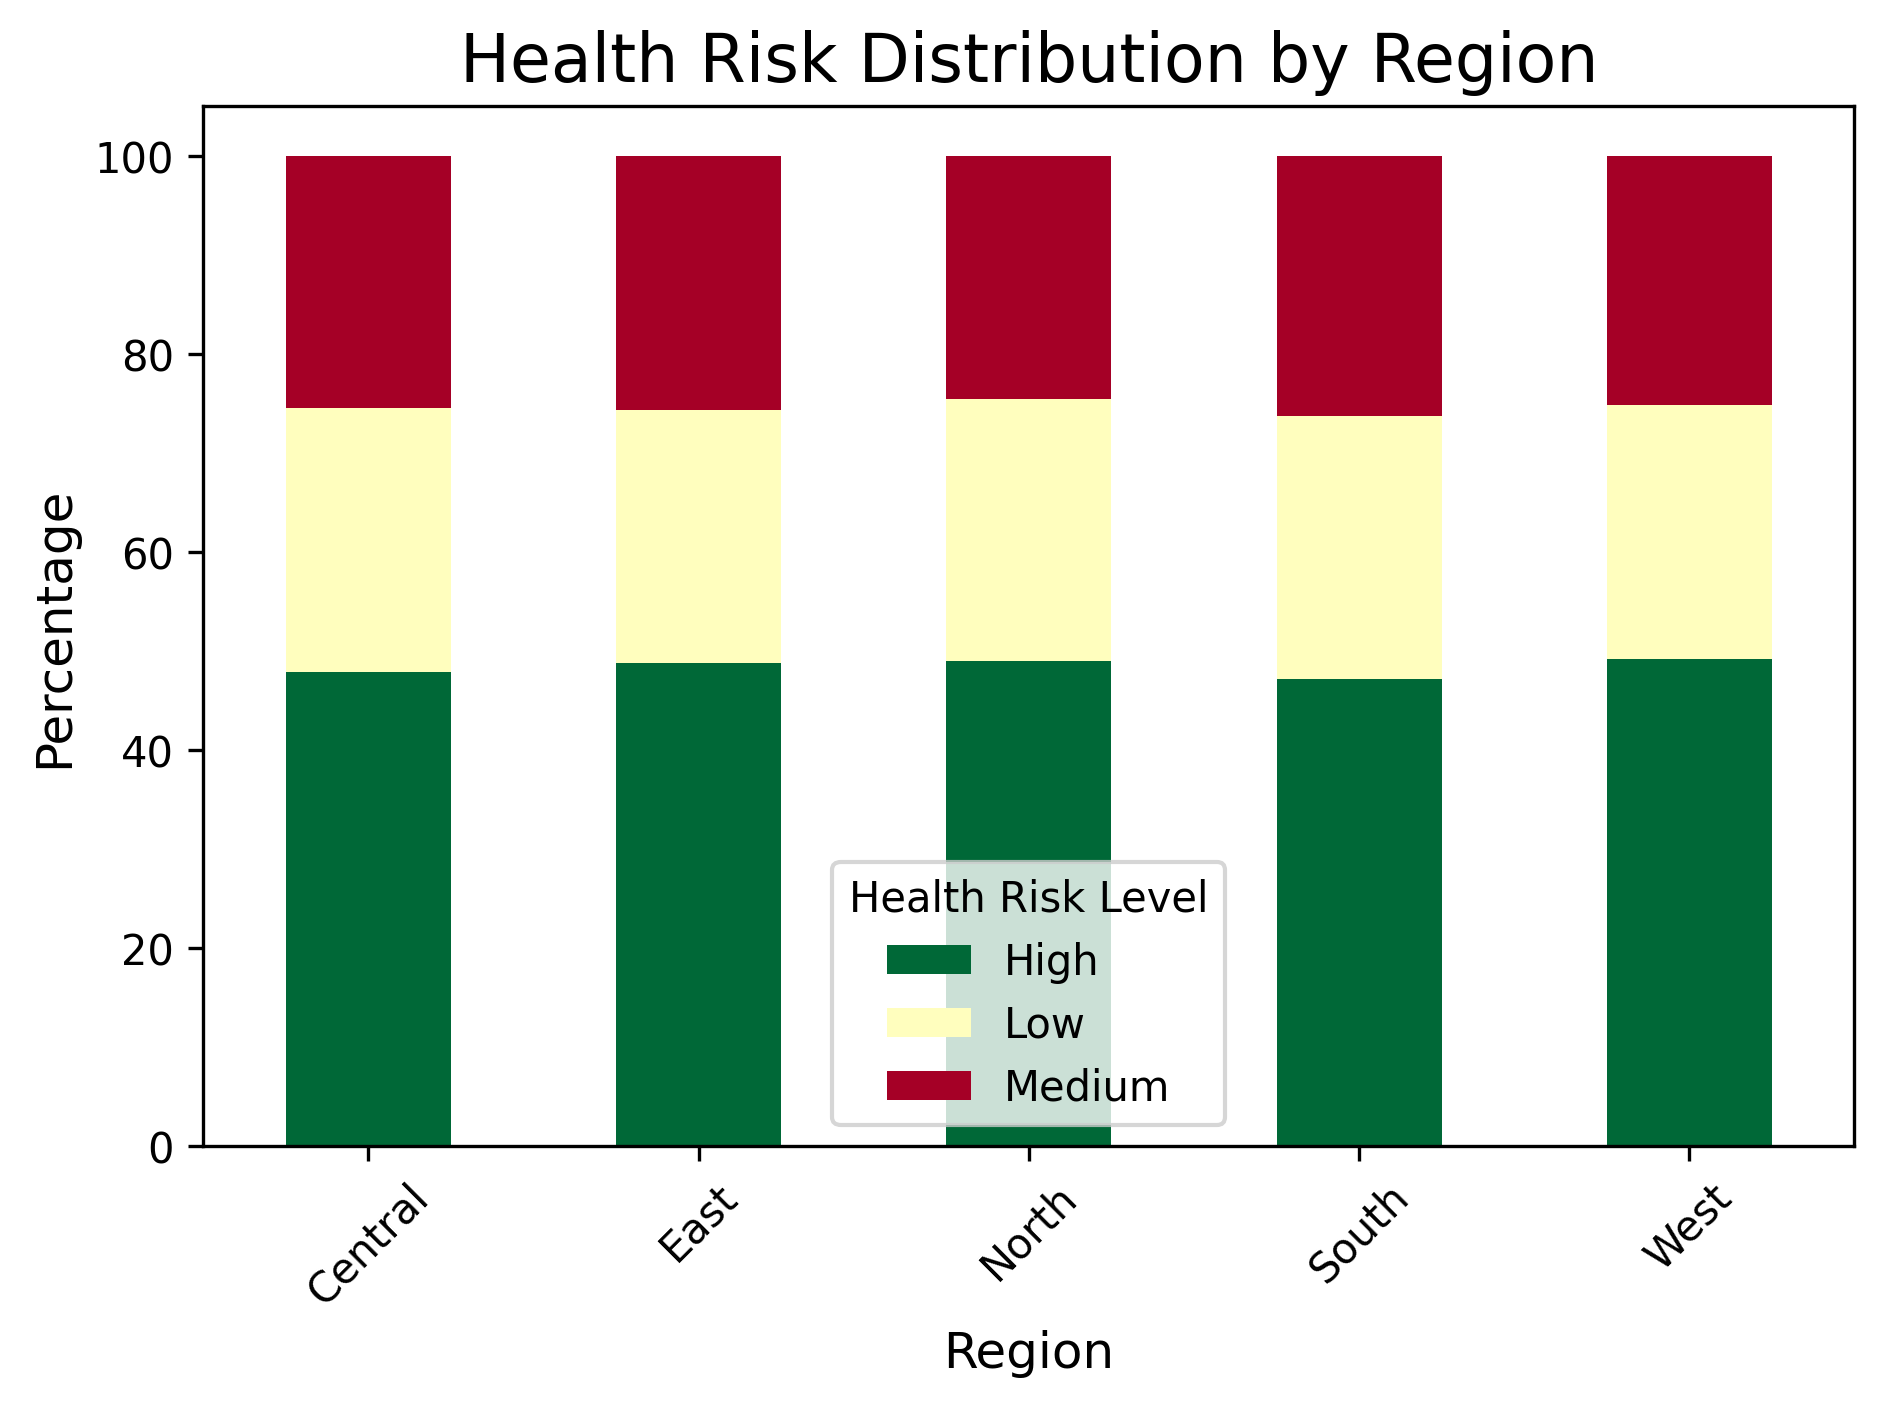 Health Risk Distribution by Region
Percentage
100
80
60
40
20
0
Health Risk Level
High
Low
Medium
Central
East
North
South
West
Region